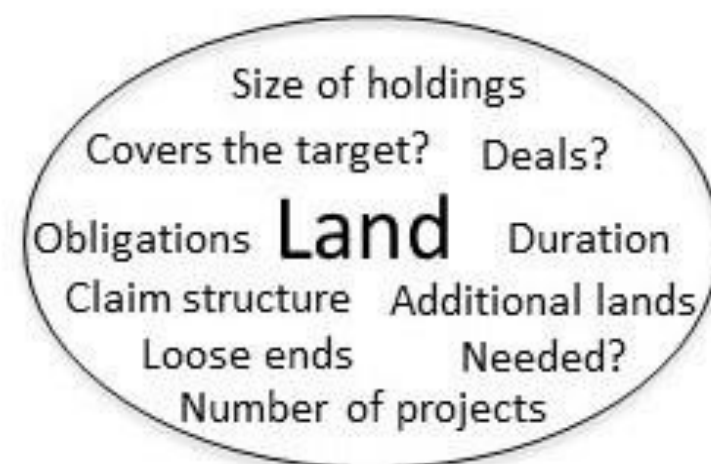 Size of holdings
Covers the target? Deals?
Obligations Land Duration
Claim structure Additional lands
Loose ends Needed?
Number of projects